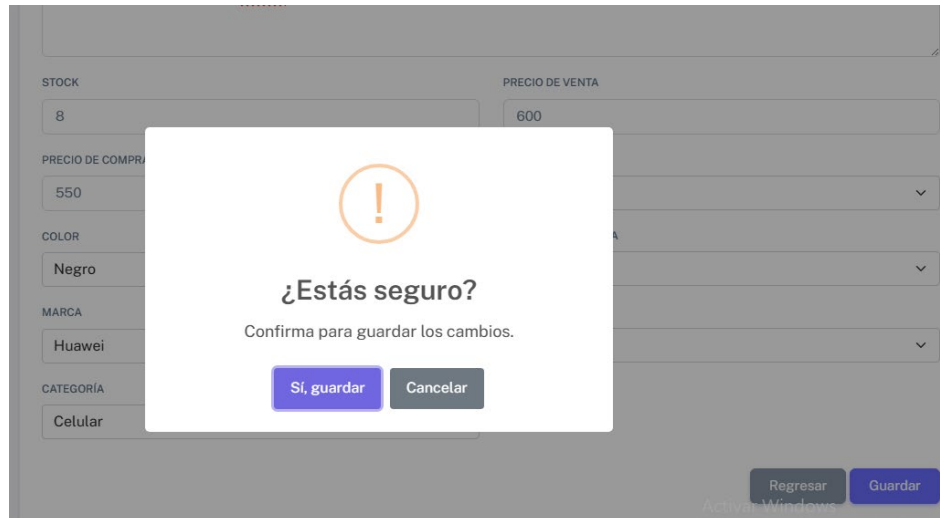 STOCK PRECIO DE VENTA
8 600
PRECIO DE COMPRA
550
COLOR
Negro
!
¿Estás seguro?
MARCA
Confirma para guardar los cambios.
Huawei
Sí, guardar Cancelar
CATEGORÍA
Celular
Regresar Guardar
Activar Windows